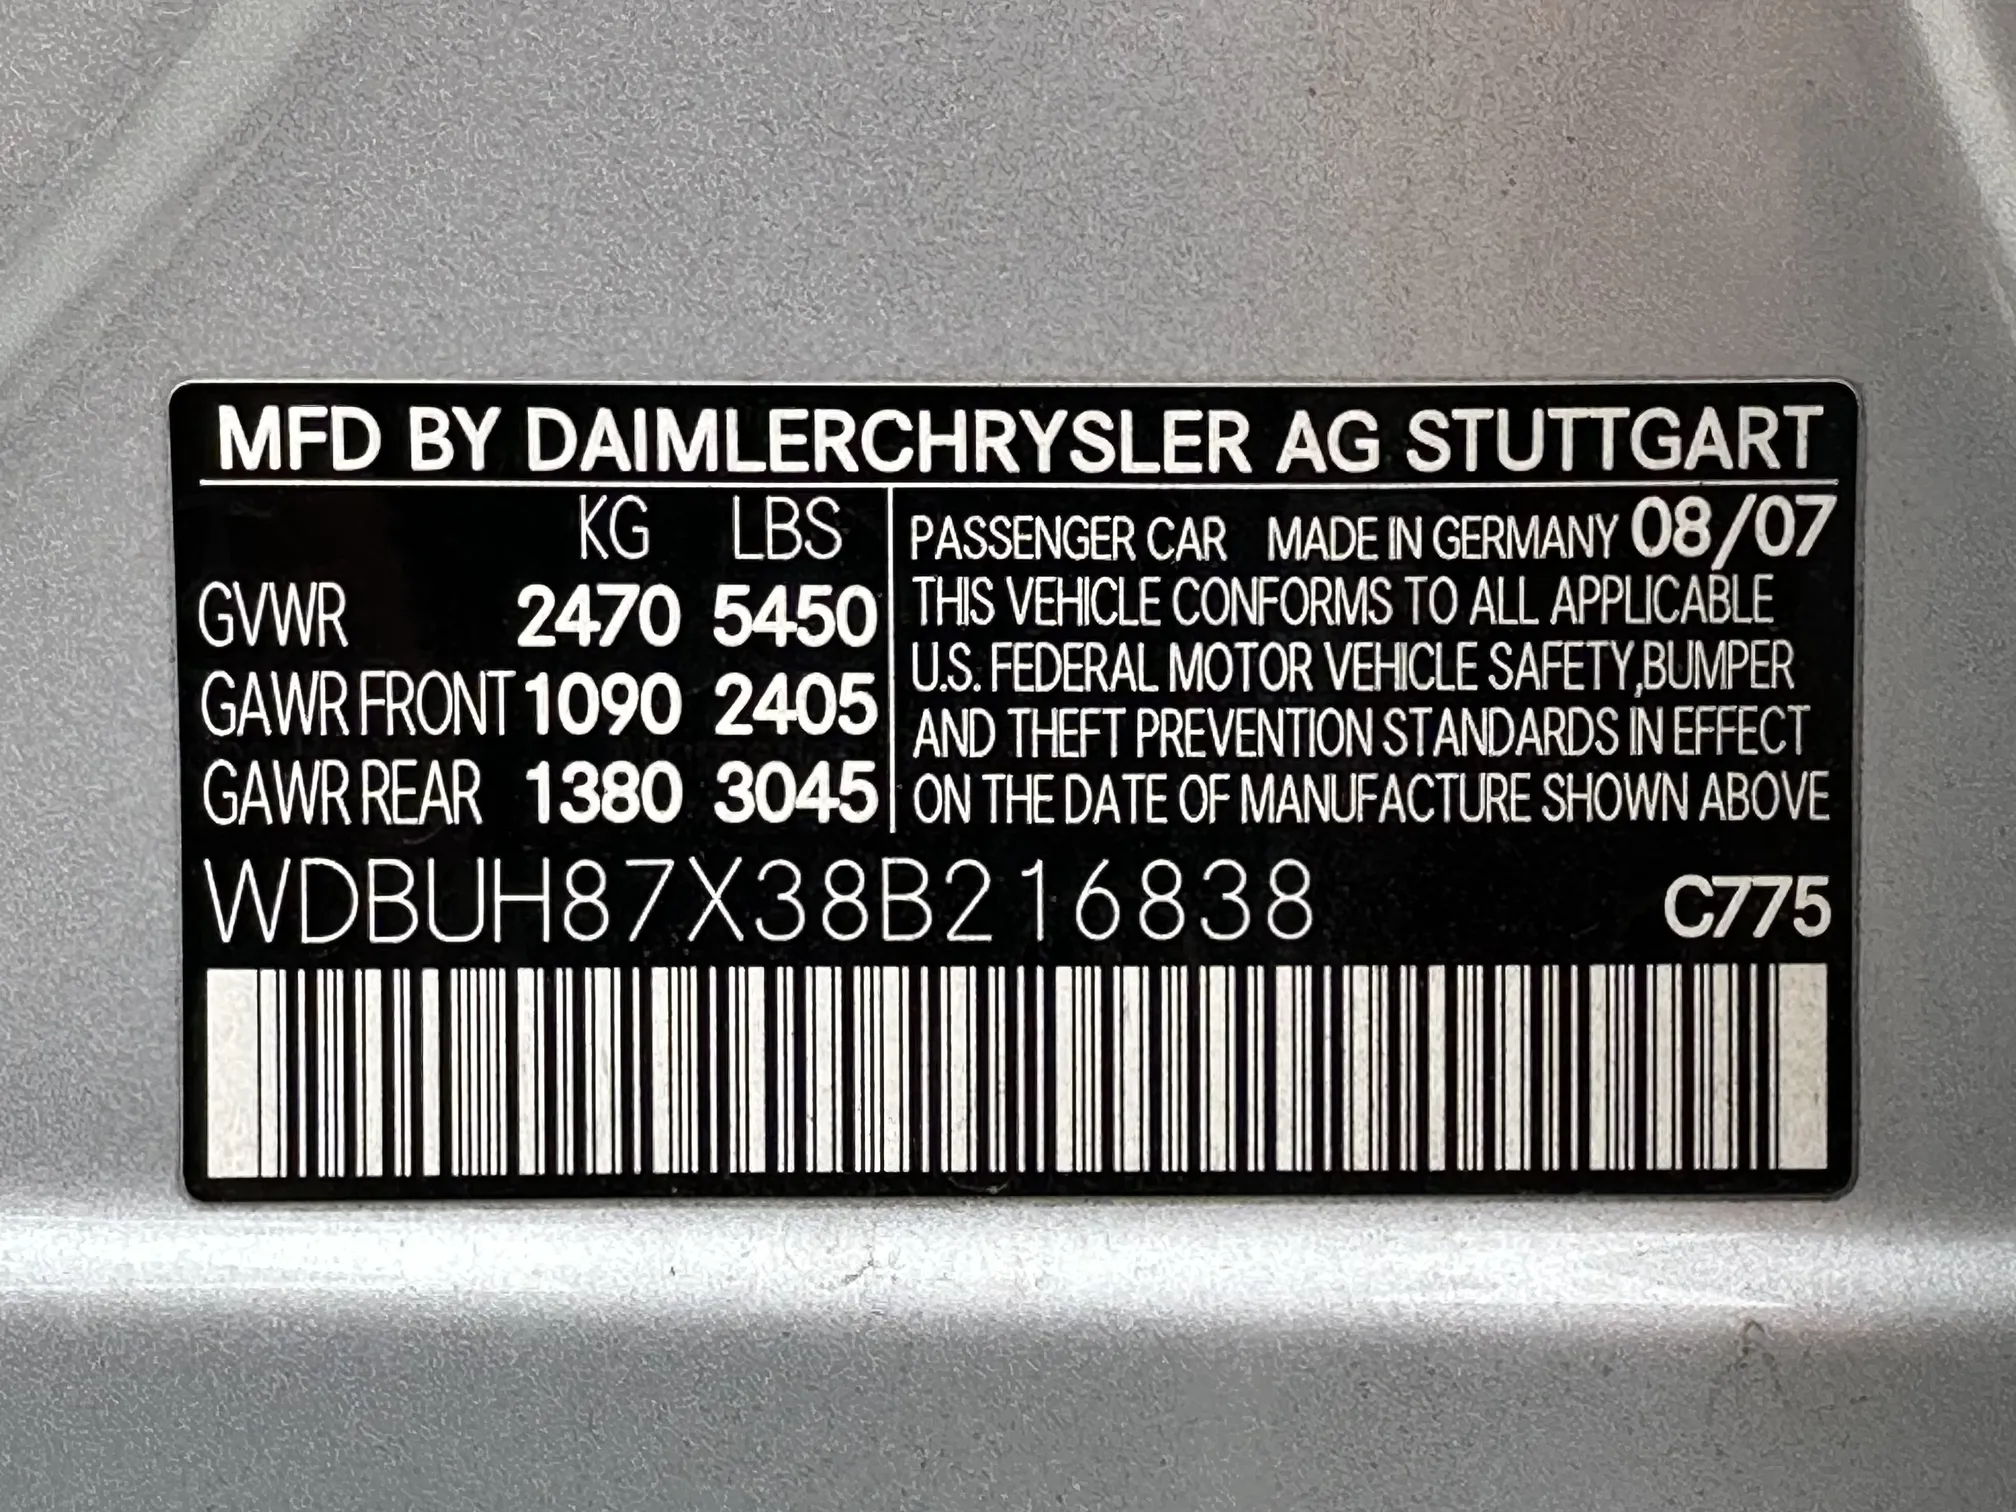 MFD BY DAIMLERCHRYSLER AG STUTTGART
KG LBS
GVWR 2470 5450
GAWR FRONT 1090 2405
GAWR REAR 1380 3045
PASSENGER CAR MADE IN GERMANY 08/07
THIS VEHICLE CONFORMS TO ALL APPLICABLE
U.S. FEDERAL MOTOR VEHICLE SAFETY,BUMPER
AND THEFT PREVENTION STANDARDS IN EFFECT
ON THE DATE OF MANUFACTURE SHOWN ABOVE
WDBUH87X38B216838 C775